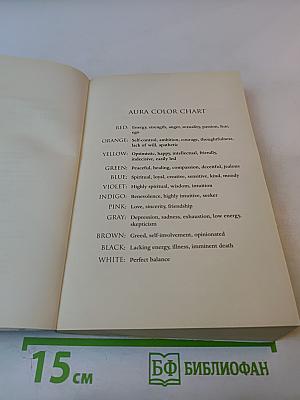 AURA COLOR CHART
RED: Energy, strength, anger, sexuality, passion, fear,
ego
ORANGE: Self-control, ambition, courage, thoughtfulness,
lack of will, apathetic
YELLOW: Optimistic, happy, intellectual, friendly,
indecisive, easily led
GREEN: Peaceful, healing, compassion, deceitful, jealous
BLUE: Spiritual, loyal, creative, sensitive, kind, moody
VIOLET: Highly spiritual, wisdom, intuition
INDIGO: Benevolence, highly intuitive, seeker
PINK: Love, sincerity, friendship
GRAY: Depression, sadness, exhaustion, low energy,
skepticism
BROWN: Greed, self-involvement, opinionated
BLACK: Lacking energy, illness, imminent death
WHITE: Perfect balance
15 см
БФ БИБЛИОФАН